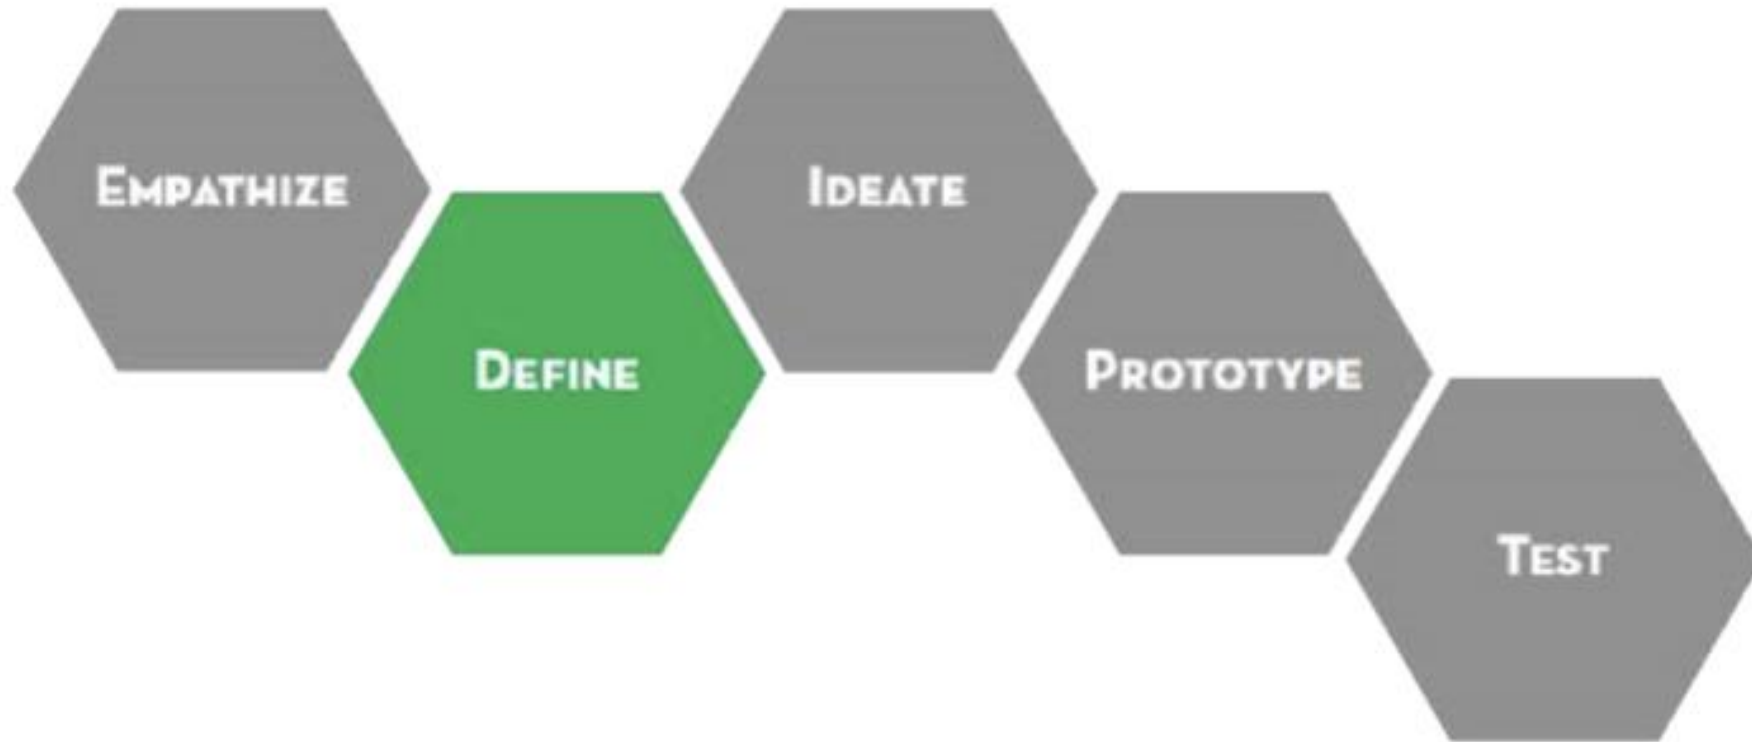 EMPATHIZE
DEFINE
IDEATE
PROTOTYPE
TEST